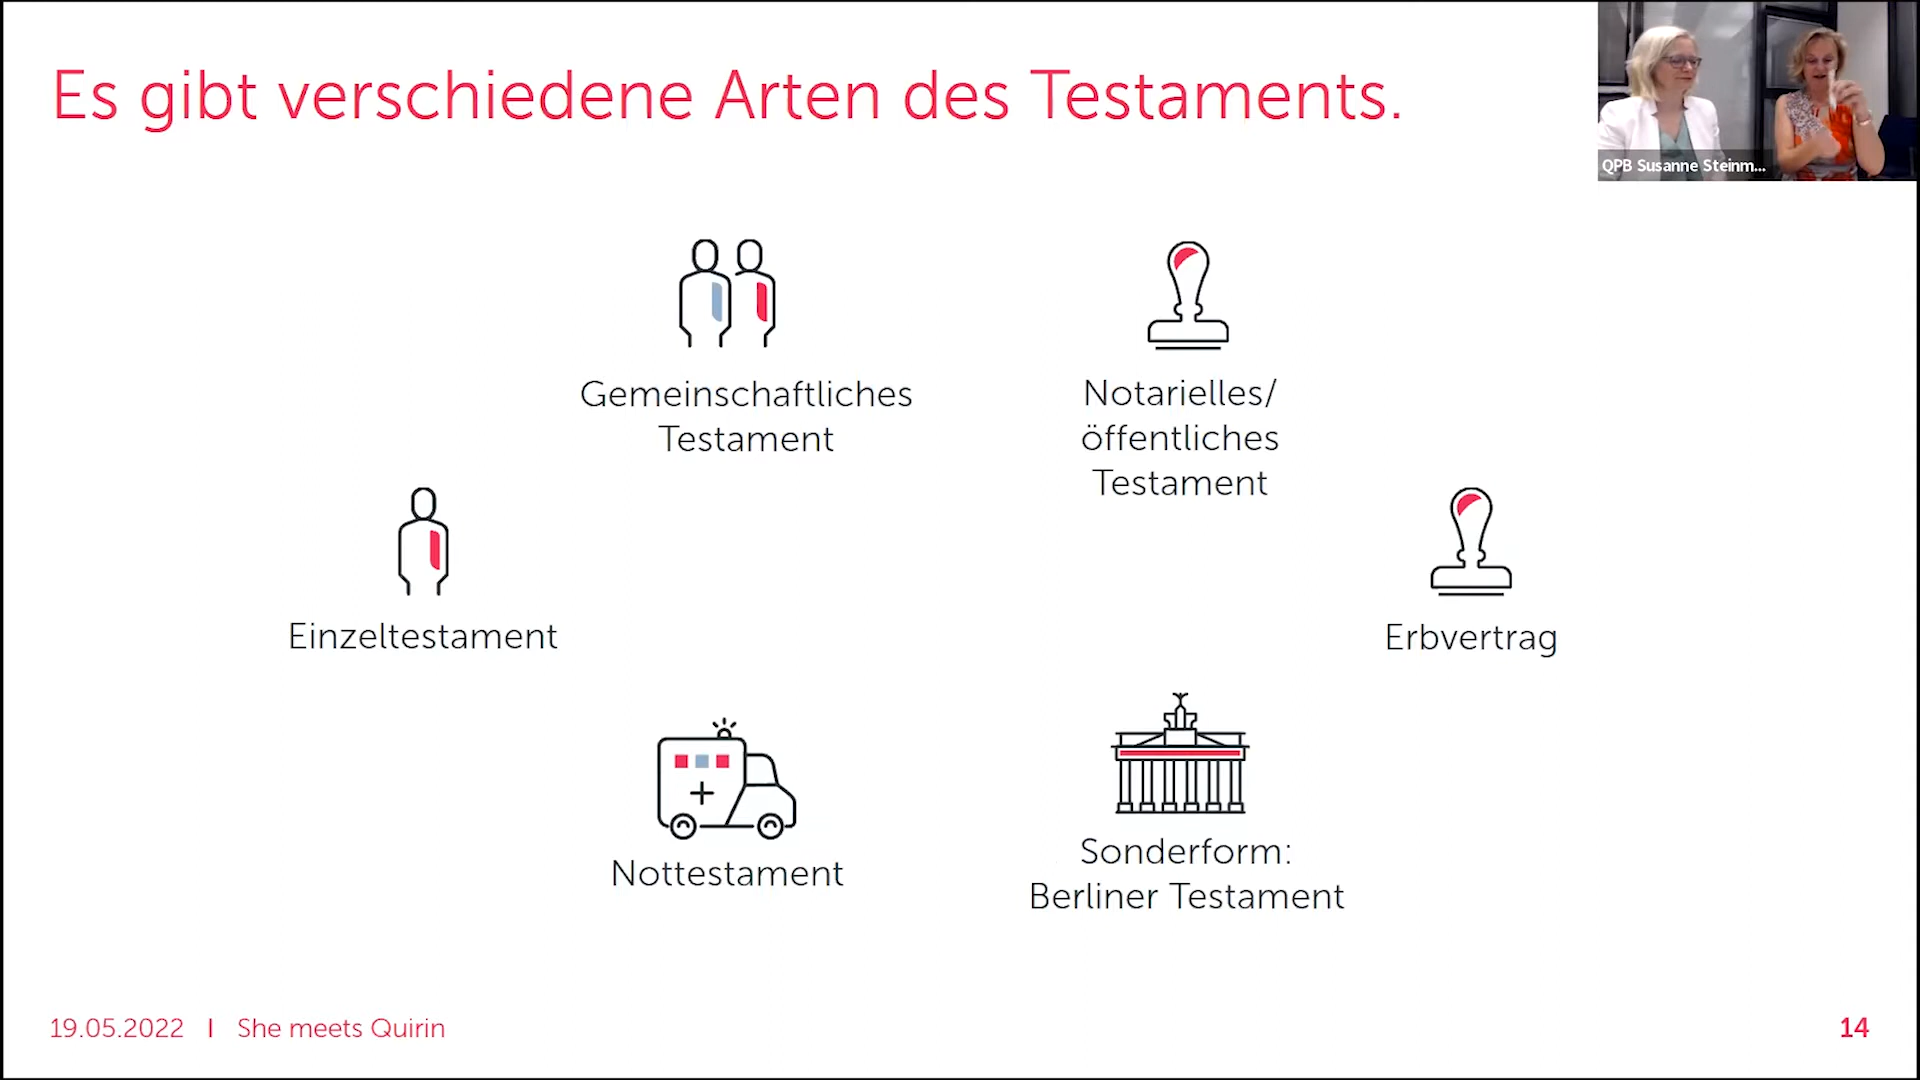 Es gibt verschiedene Arten des Testaments.
QPB Susanne Steinm...
Gemeinschaftliches
Testament
Notarielles/
öffentliches
Testament
Einzeltestament
Erbvertrag
Nottestament
Sonderform:
Berliner Testament
19.05.2022 | She meets Quirin
14